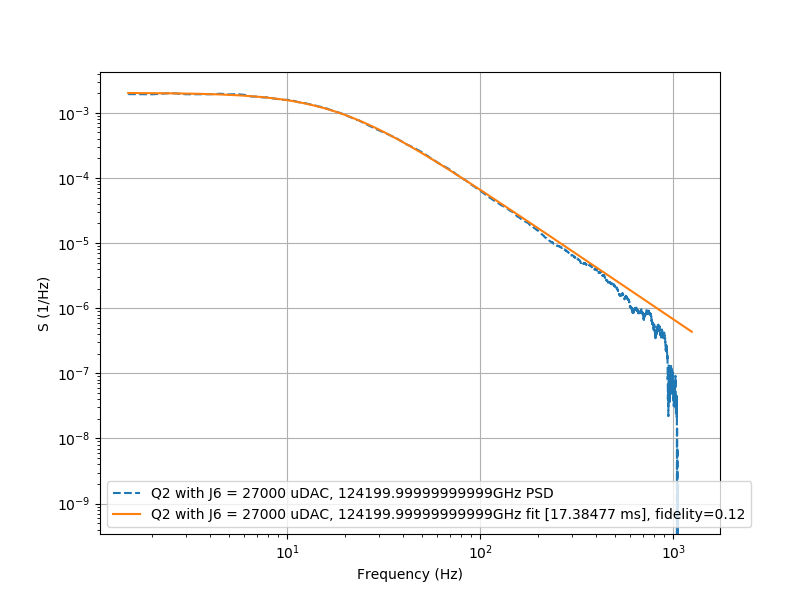 S (1/Hz)
10⁻³
10⁻⁴
10⁻⁵
10⁻⁶
10⁻⁷
10⁻⁸
10⁻⁹
Q2 with J6 = 27000 uDAC, 124199.99999999999GHz PSD
Q2 with J6 = 27000 uDAC, 124199.99999999999GHz fit [17.38477 ms], fidelity=0.12
10¹
10²
10³
Frequency (Hz)